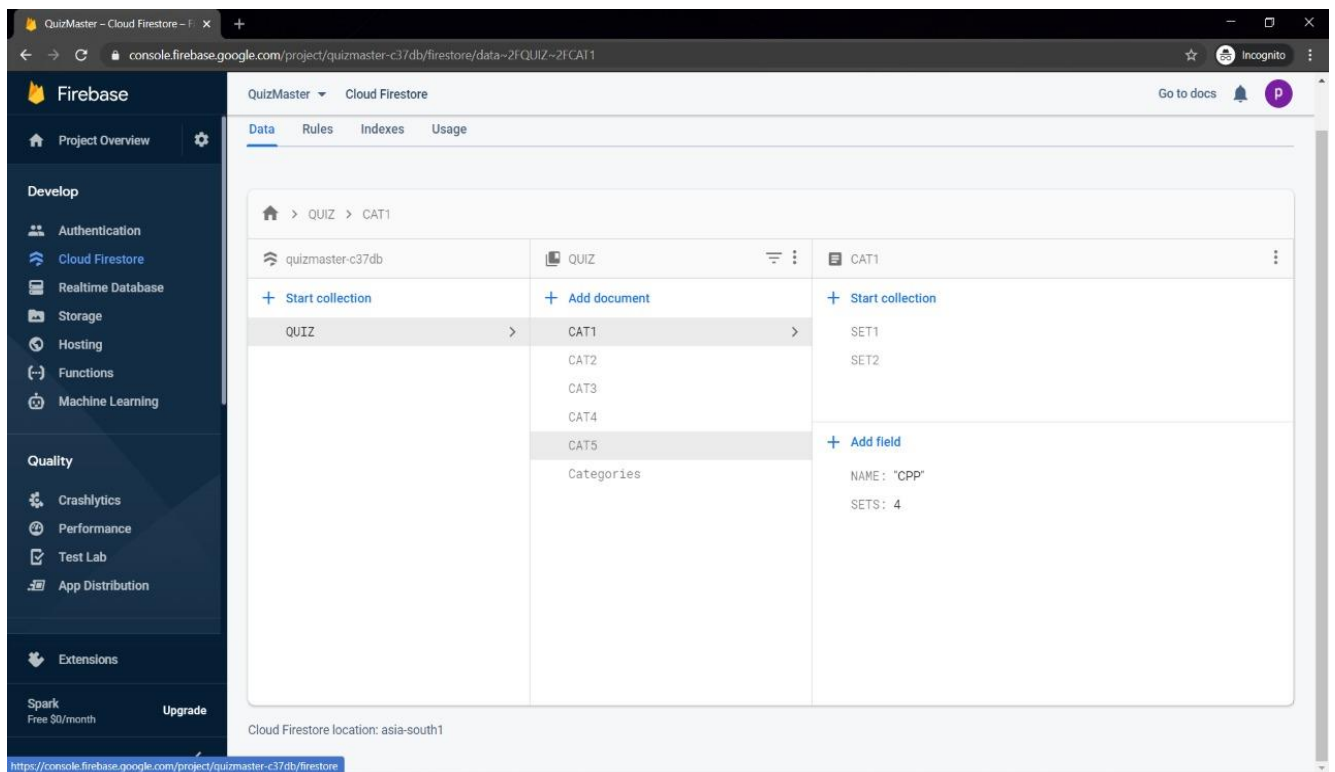 QuizMaster – Cloud Firestore – Fi
console.firebase.google.com/project/quizmaster-c37db/firestore/data~2FQUIZ~2FCAT1
Incognito
Firebase
QuizMaster
Cloud Firestore
Go to docs
P
Project Overview
Data
Rules
Indexes
Usage
Develop
Authentication
Cloud Firestore
Realtime Database
Storage
Hosting
Functions
Machine Learning
Quality
Crashlytics
Performance
Test Lab
App Distribution
Extensions
Spark
Free $0/month
Upgrade
> QUIZ > CAT1
quizmaster-c37db
+ Start collection
QUIZ
QUIZ
+ Add document
CAT1
CAT2
CAT3
CAT4
CAT5
Categories
CAT1
+ Start collection
SET1
SET2
+ Add field
NAME: "CPP"
SETS: 4
Cloud Firestore location: asia-south1
https://console.firebase.google.com/project/quizmaster-c37db/firestore